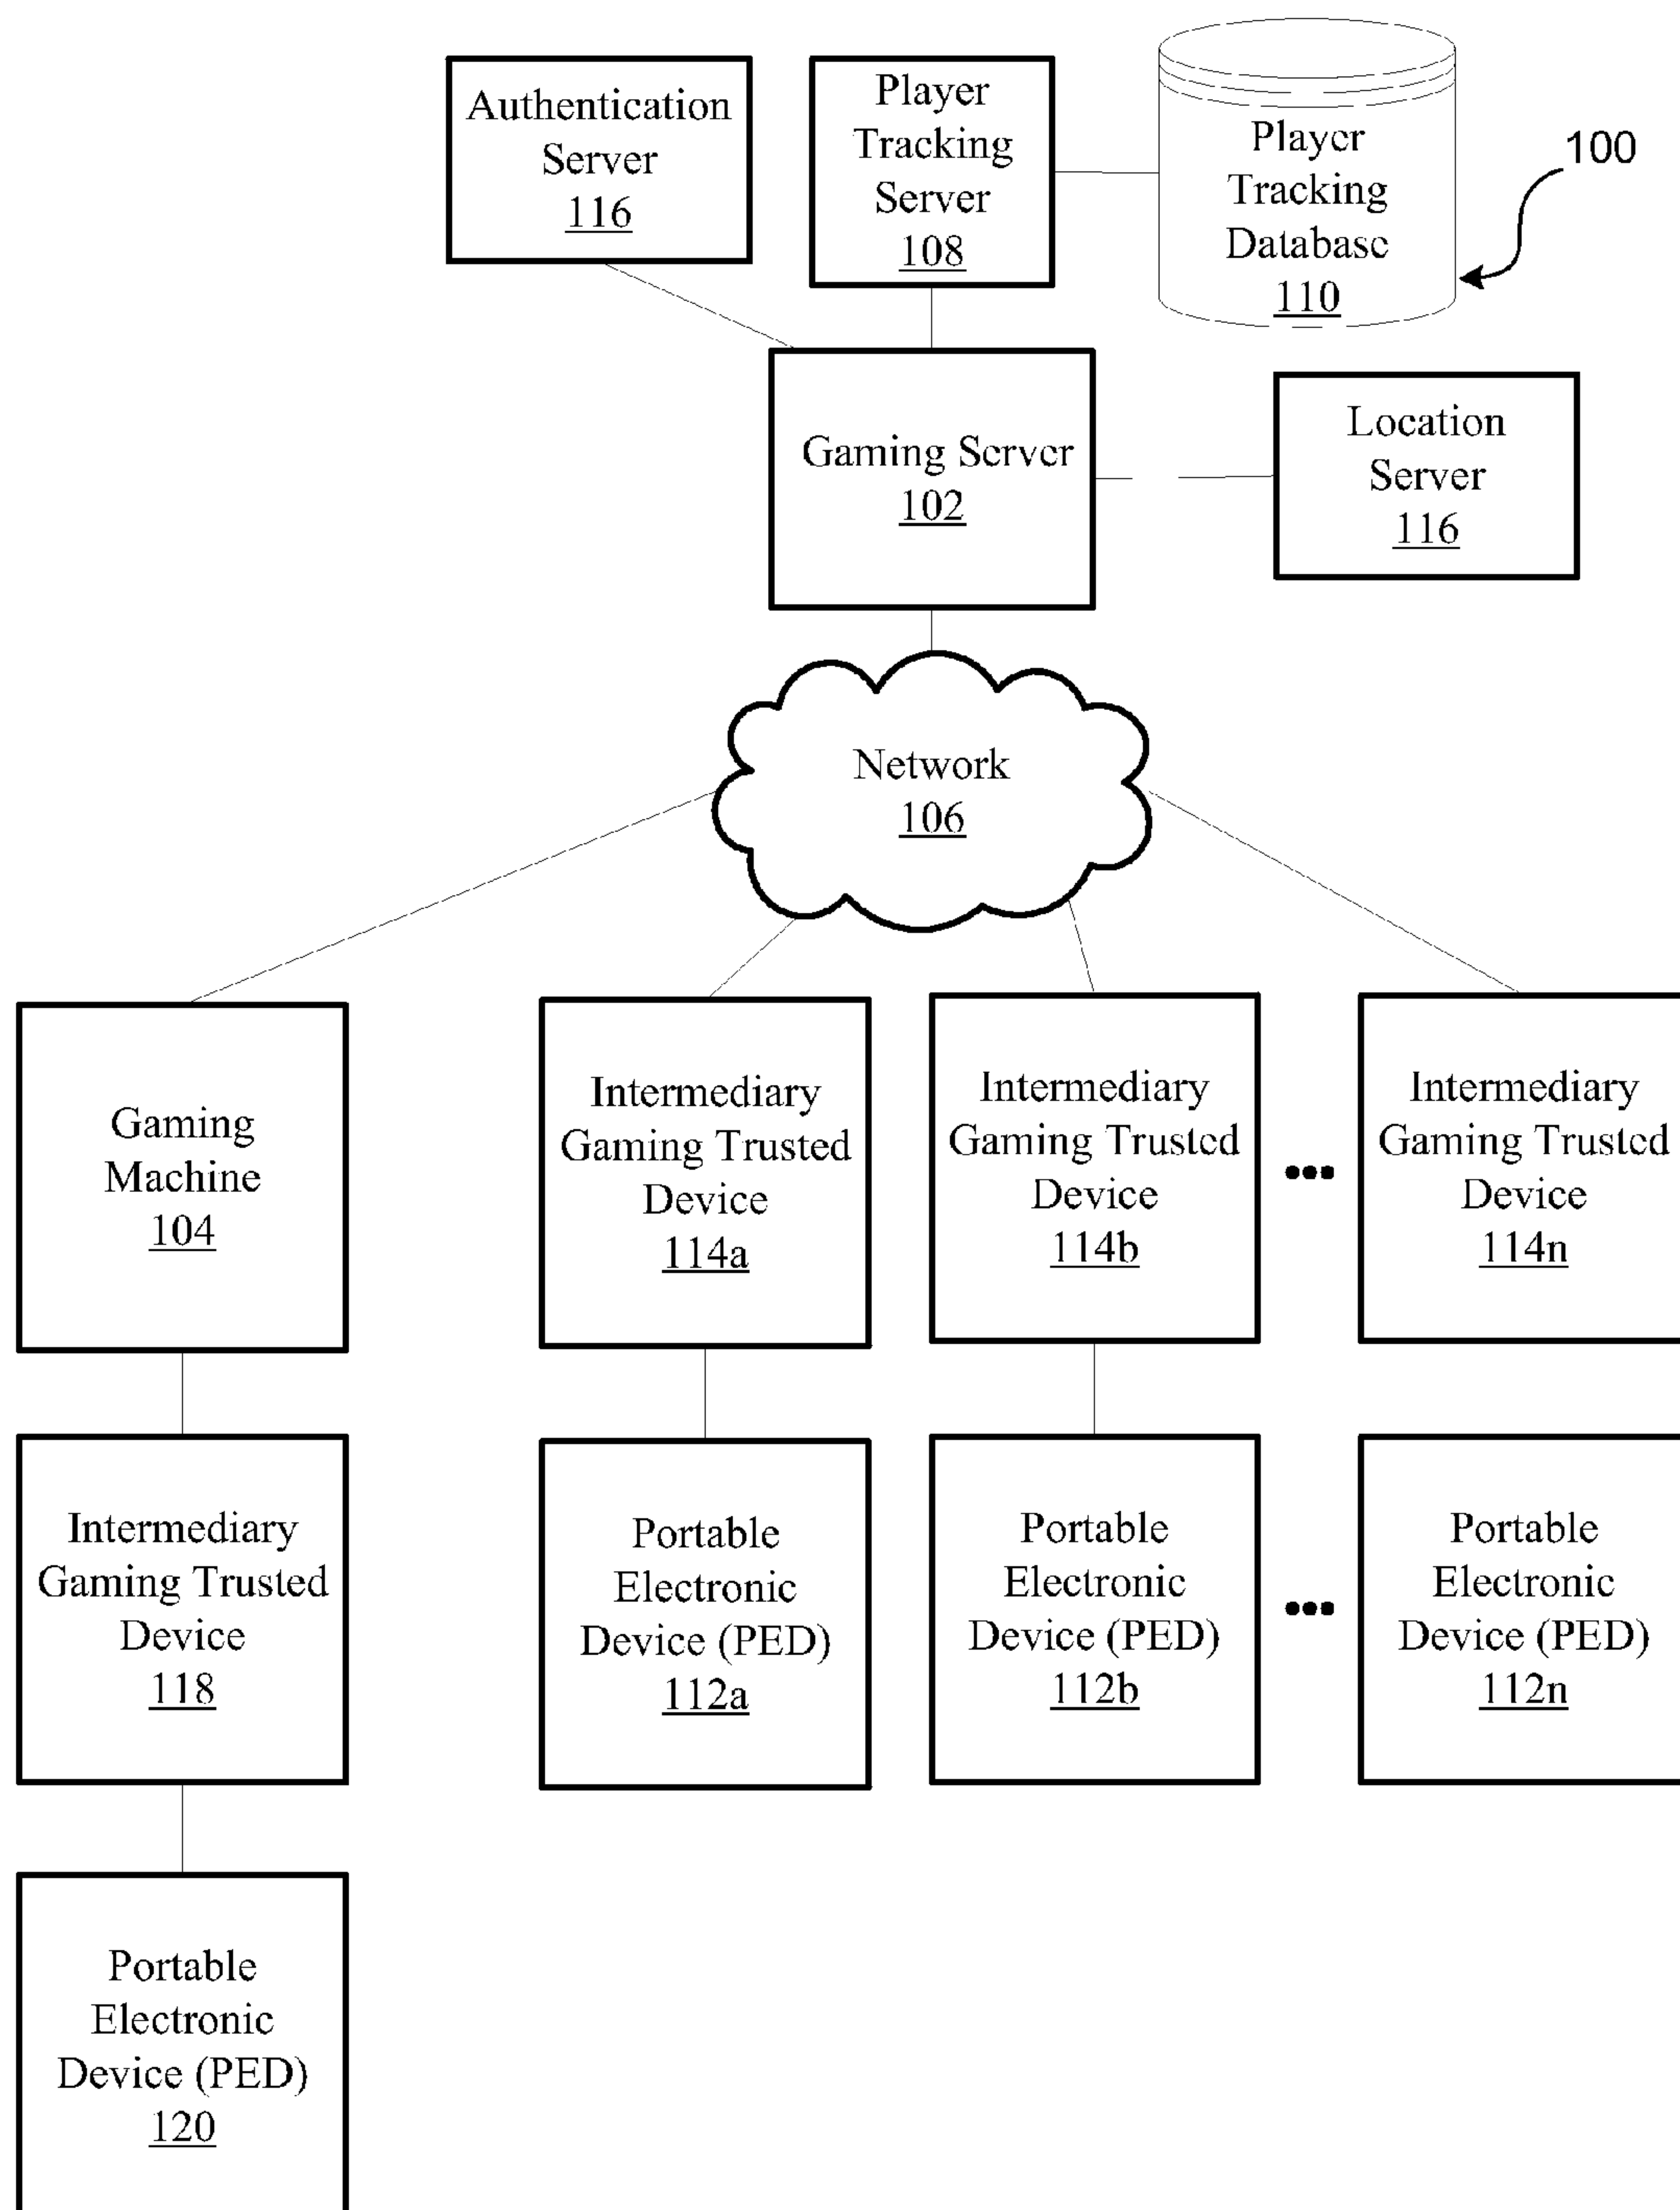 Authentication
Server
116
Player
Tracking
Server
108
Player
Tracking
Database
110
100
Gaming Server
102
Location
Server
116
Network
106
Gaming
Machine
104
Intermediary
Gaming Trusted
Device
114a
Intermediary
Gaming Trusted
Device
114b
Intermediary
Gaming Trusted
Device
114n
Intermediary
Gaming Trusted
Device
118
Portable
Electronic
Device (PED)
112a
Portable
Electronic
Device (PED)
112b
Portable
Electronic
Device (PED)
112n
Portable
Electronic
Device (PED)
120